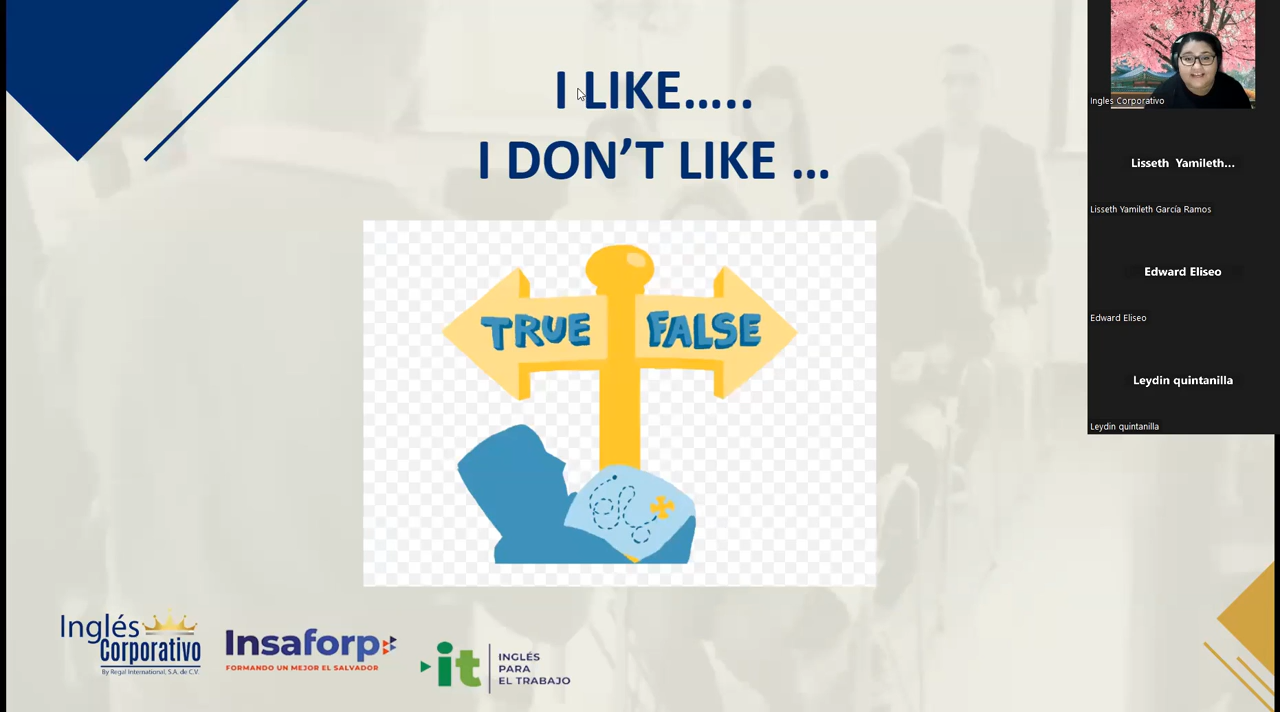 I LIKE.....
I DON’T LIKE ...
TRUE
FALSE
Inglés
Corporativo
By Regal International, S.A. de C.V.
Insaforp
FORMANDO UN MEJOR EL SALVADOR
it
INGLÉS
PARA
EL TRABAJO
Ingles Corporativo
Lisseth Yamileth...
Lisseth Yamileth García Ramos
Edward Eliseo
Edward Eliseo
Leydin quintanilla
Leydin quintanilla